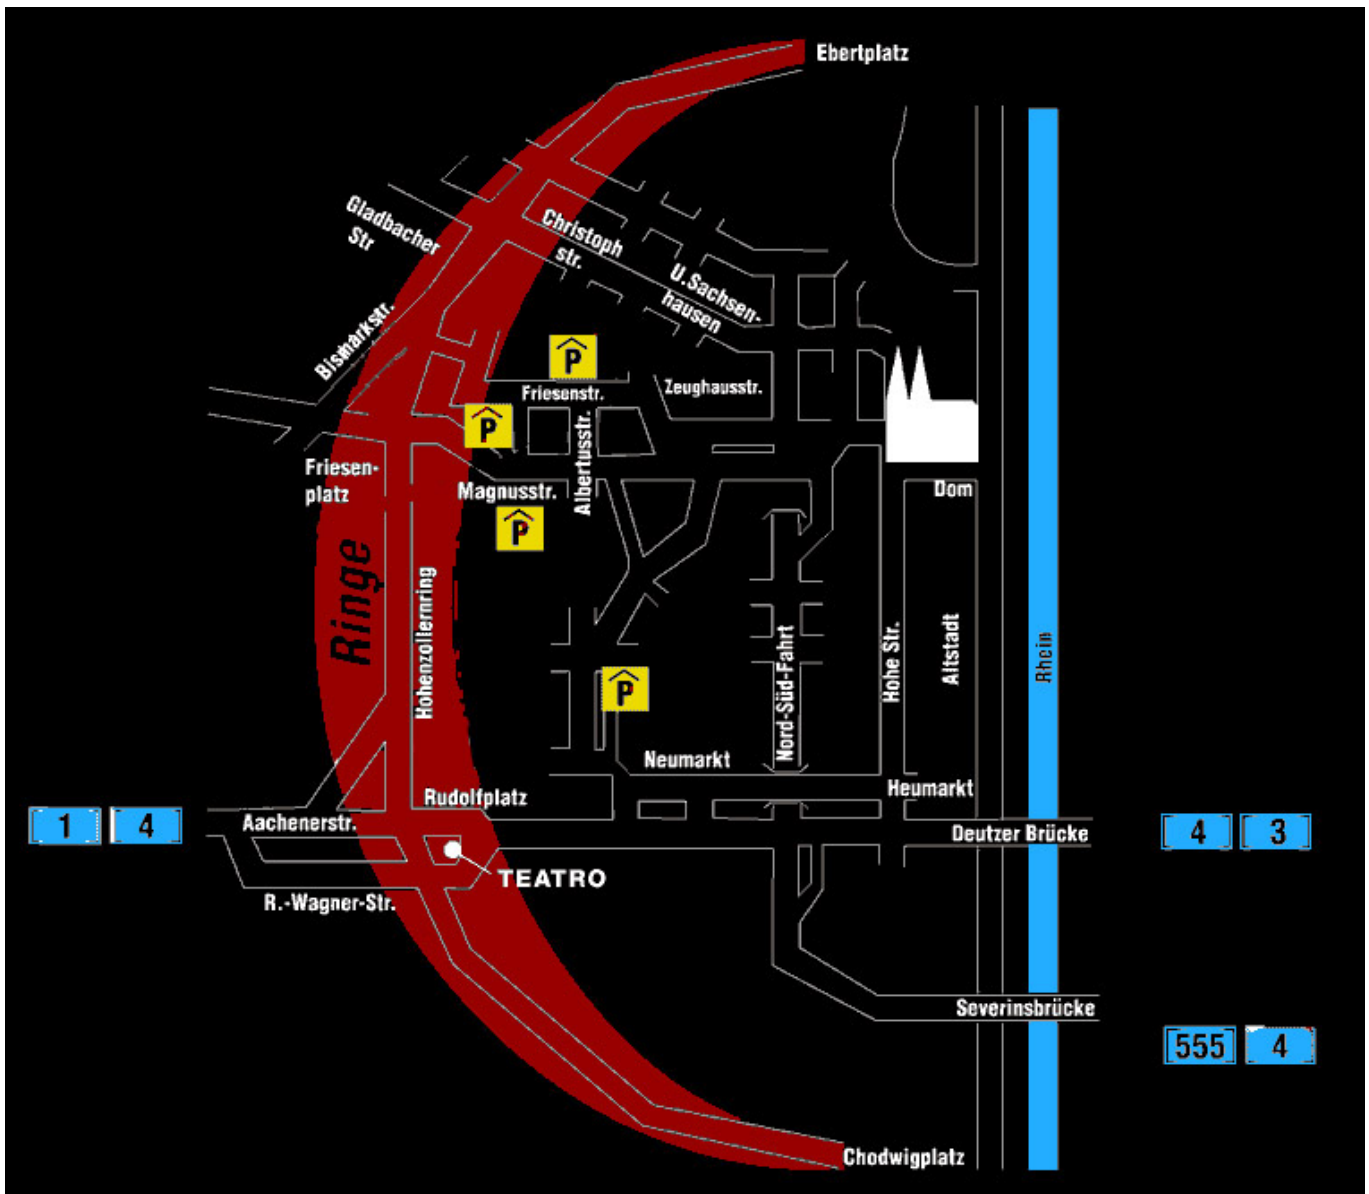 Ebertplatz
Gladbacher
Str
Christoph
str.
U.Sachsen-
hausen
Bismarkstr.
P
Friesenstr.
Zeughausstr.
P
Albertusstr.
Friesen-
platz
Magnusstr.
Dom
P
Ringe
Hohenzollernring
Nord-Süd-Fahrt
Hohe Str.
Altstadt
Rhein
P
Neumarkt
Heumarkt
Rudolfplatz
1
4
Aachenerstr.
Deutzer Brücke
4
3
TEATRO
R.-Wagner-Str.
Severinsbrücke
555
4
Chodwigplatz